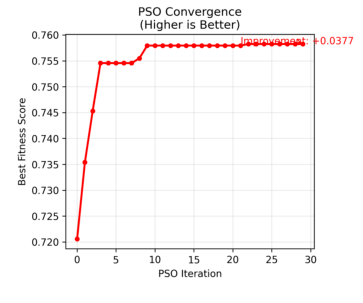 PSO Convergence
(Higher is Better)
Improvement: +0.0377
0.760
0.755
0.750
0.745
0.740
0.735
0.730
0.725
0.720
Best Fitness Score
0 5 10 15 20 25 30
PSO Iteration